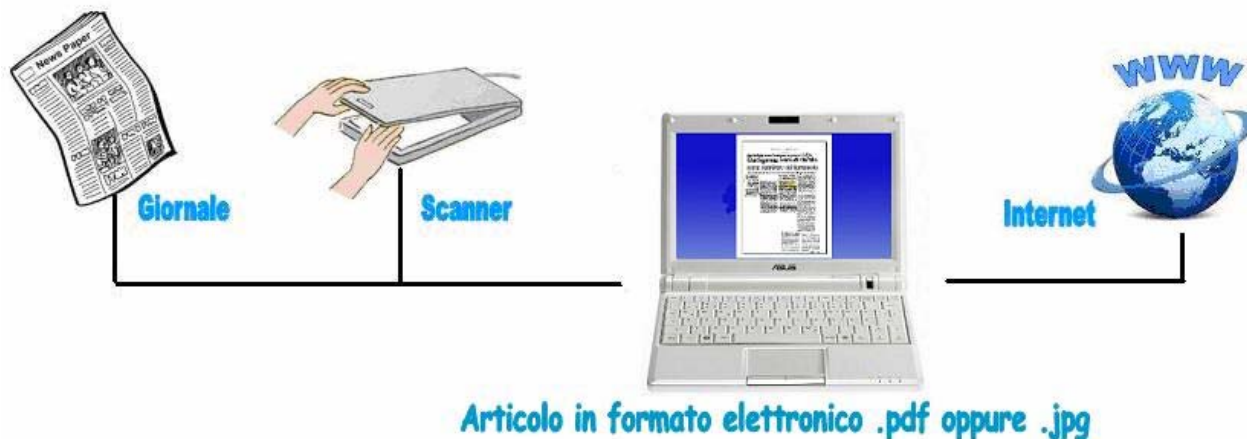 News Paper
WWW
Giornale
Scanner
Internet
ASUS
Articolo in formato elettronico .pdf oppure .jpg